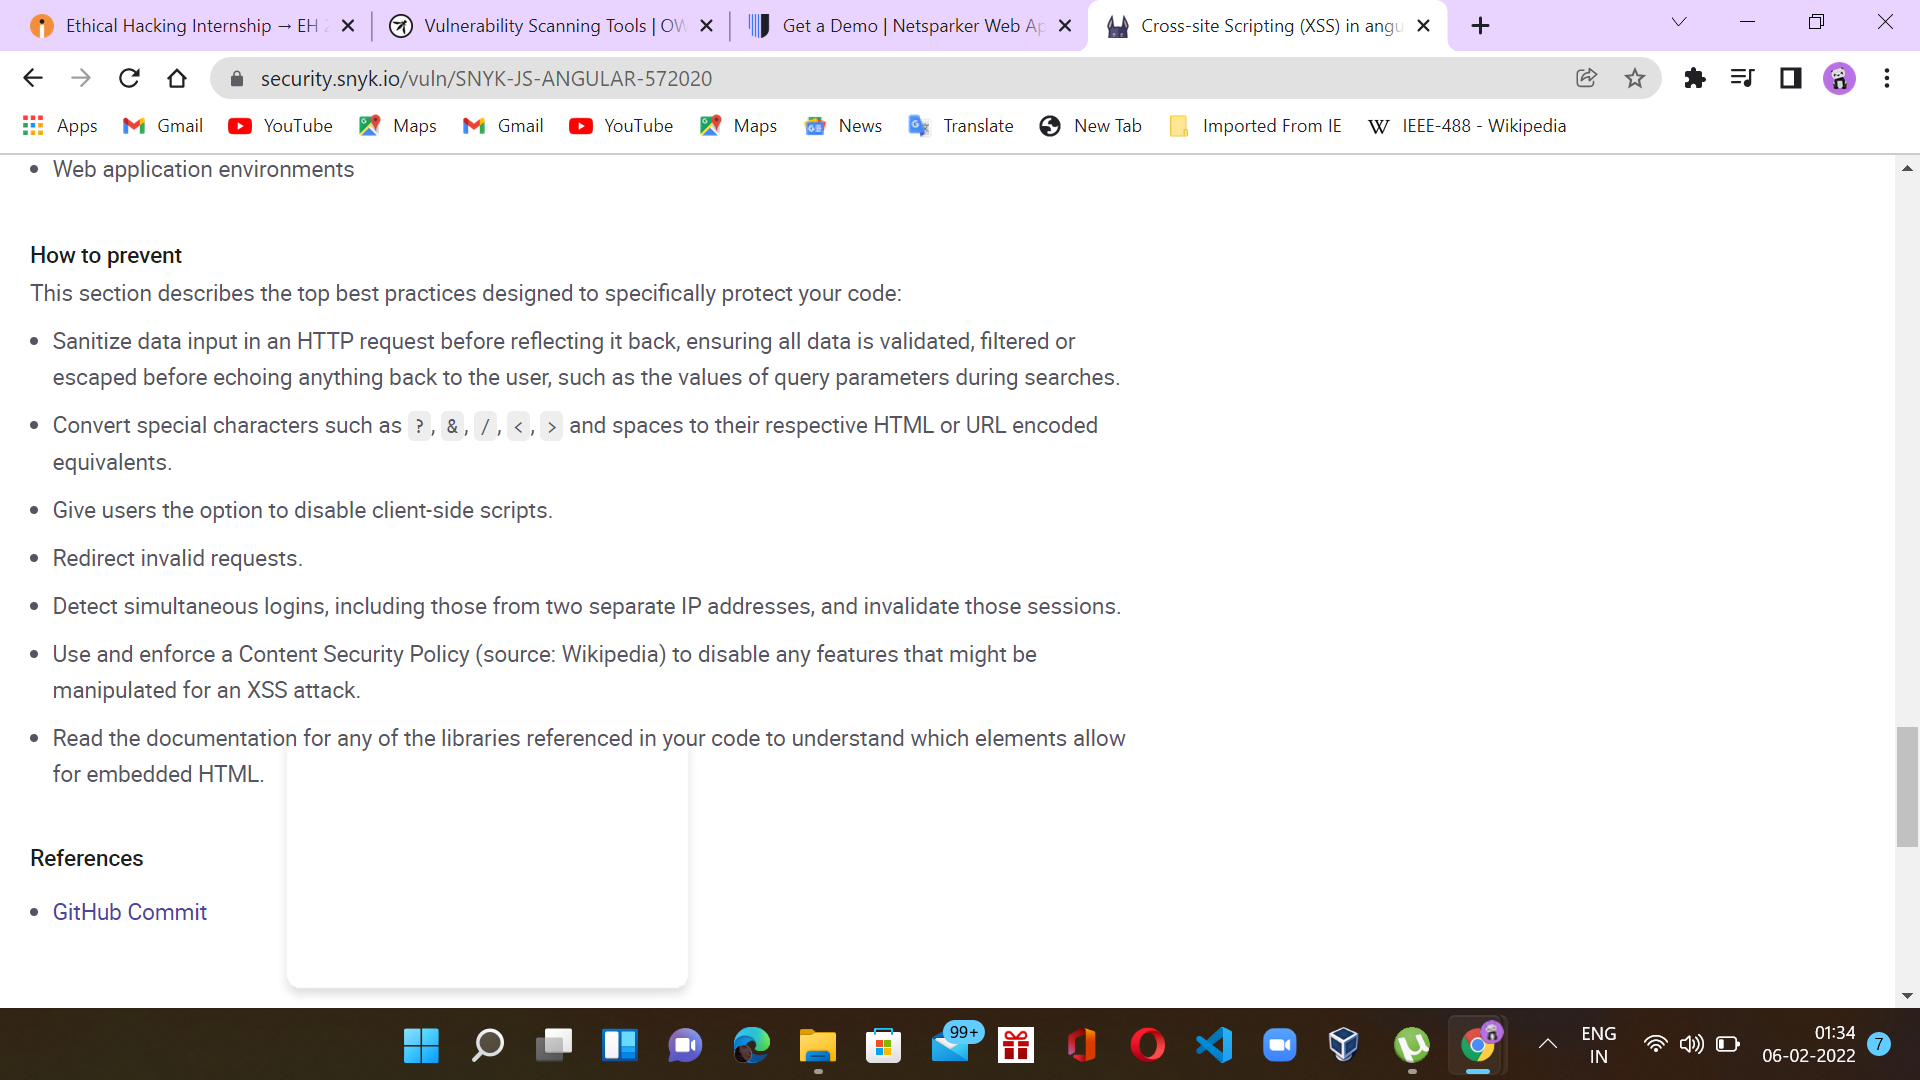 Ethical Hacking Internship → EH
Vulnerability Scanning Tools | OW
Get a Demo | Netsparker Web Ap
Cross-site Scripting (XSS) in angu
security.snyk.io/vuln/SNYK-JS-ANGULAR-572020
Apps
Gmail
YouTube
Maps
Gmail
YouTube
Maps
News
Translate
New Tab
Imported From IE
W IEEE-488 - Wikipedia
• Web application environments
How to prevent
This section describes the top best practices designed to specifically protect your code:
• Sanitize data input in an HTTP request before reflecting it back, ensuring all data is validated, filtered or
escaped before echoing anything back to the user, such as the values of query parameters during searches.
• Convert special characters such as ?, &, /, <, > and spaces to their respective HTML or URL encoded
equivalents.
• Give users the option to disable client-side scripts.
• Redirect invalid requests.
• Detect simultaneous logins, including those from two separate IP addresses, and invalidate those sessions.
• Use and enforce a Content Security Policy (source: Wikipedia) to disable any features that might be
manipulated for an XSS attack.
• Read the documentation for any of the libraries referenced in your code to understand which elements allow
for embedded HTML.
References
• GitHub Commit
99+
ENG
IN
01:34
06-02-2022
7